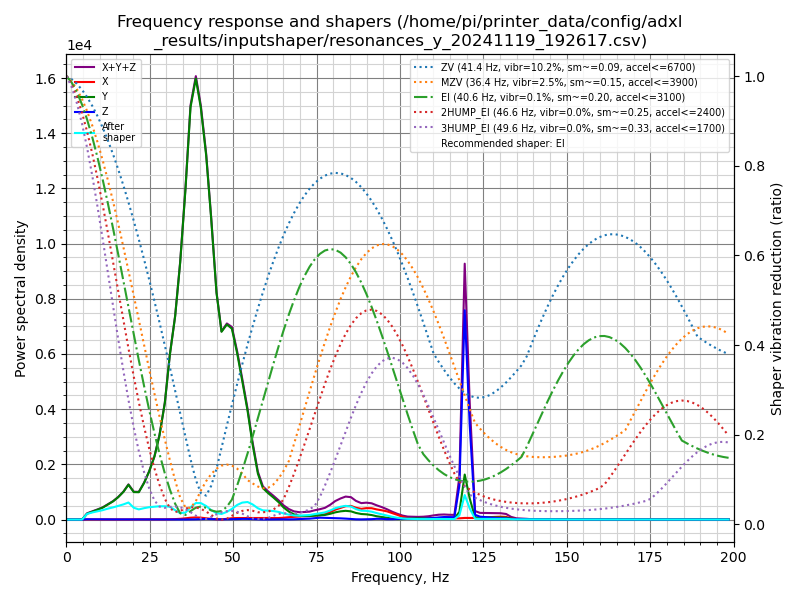 Frequency response and shapers (/home/pi/printer_data/config/adxl
_results/inputshaper/resonances_y_20241119_192617.csv)
1e4
X+Y+Z
X
Y
Z
After
shaper
ZV (41.4 Hz, vibr=10.2%, sm~=0.09, accel<=6700)
MZV (36.4 Hz, vibr=2.5%, sm~=0.15, accel<=3900)
EI (40.6 Hz, vibr=0.1%, sm~=0.20, accel<=3100)
2HUMP_EI (46.6 Hz, vibr=0.0%, sm~=0.25, accel<=2400)
3HUMP_EI (49.6 Hz, vibr=0.0%, sm~=0.33, accel<=1700)
Recommended shaper: EI
Power spectral density
1.6
1.4
1.2
1.0
0.8
0.6
0.4
0.2
0.0
1.0
0.8
0.6
0.4
0.2
0.0
Shaper vibration reduction (ratio)
0 25 50 75 100 125 150 175 200
Frequency, Hz